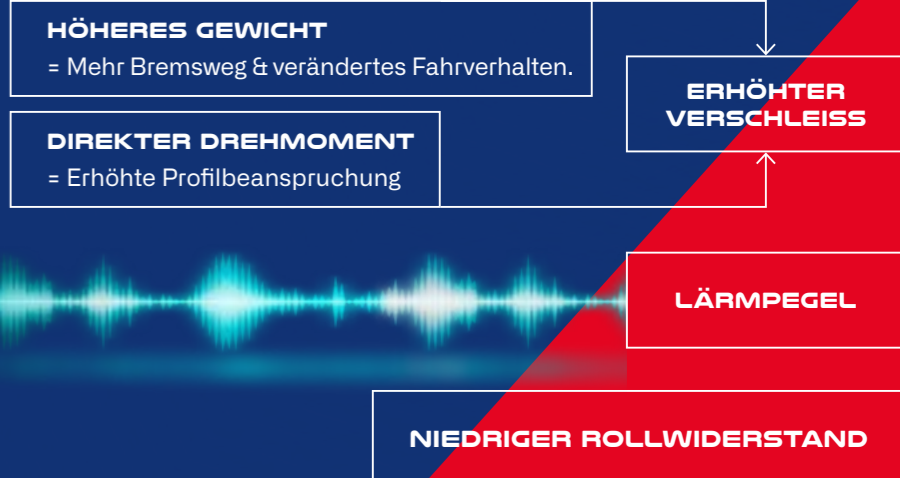 HÖHERES GEWICHT
= Mehr Bremsweg & verändertes Fahrverhalten.
ERHÖHTER
VERSCHLEISS
DIREKTER DREHMOMENT
= Erhöhte Profilbeanspruchung
LÄRMPEGEL
NIEDRIGER ROLLWIDERSTAND